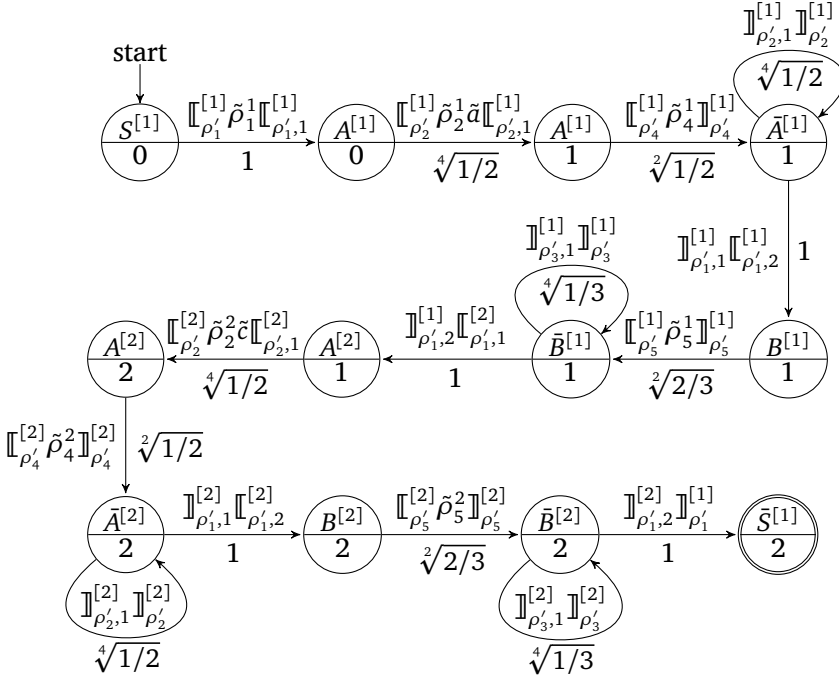 ⟧^{[1]}_{ρ′_2,1}⟧^{[1]}_{ρ′_2}
start
∜1/2
⟦^{[1]}_{ρ′_1}ρ̃^1_1⟦^{[1]}_{ρ′_1,1}
⟦^{[1]}_{ρ′_2}ρ̃^1_2ã⟦^{[1]}_{ρ′_2,1}
⟦^{[1]}_{ρ′_4}ρ̃^1_4⟧^{[1]}_{ρ′_4}
S^{[1]} A^{[1]} A^{[1]} Ā^{[1]}
0 0 1 1
1 ∜1/2 \sqrt[2]{1/2}
⟧^{[1]}_{ρ′_1,1}⟦^{[1]}_{ρ′_1,2} 1
⟧^{[1]}_{ρ′_3,1}⟧^{[1]}_{ρ′_3}
∜1/3
⟦^{[2]}_{ρ′_2}ρ̃^2_2c̃⟦^{[2]}_{ρ′_2,1}
⟧^{[1]}_{ρ′_1,2}⟦^{[2]}_{ρ′_1,1}
⟦^{[1]}_{ρ′_5}ρ̃^1_5⟧^{[1]}_{ρ′_5}
A^{[2]} A^{[2]} B̄^{[1]} B^{[1]}
2 1 1 1
∜1/2 1 \sqrt[2]{2/3}
⟦^{[2]}_{ρ′_4}ρ̃^2_4⟧^{[2]}_{ρ′_4} \sqrt[2]{1/2}
⟧^{[2]}_{ρ′_1,1}⟦^{[2]}_{ρ′_1,2}
⟦^{[2]}_{ρ′_5}ρ̃^2_5⟧^{[2]}_{ρ′_5}
⟧^{[2]}_{ρ′_1,2}⟧^{[1]}_{ρ′_1}
Ā^{[2]} B^{[2]} B̄^{[2]} S̄^{[1]}
2 2 2 2
1 \sqrt[2]{2/3} 1
⟧^{[2]}_{ρ′_2,1}⟧^{[2]}_{ρ′_2}
⟧^{[2]}_{ρ′_3,1}⟧^{[2]}_{ρ′_3}
∜1/2 ∜1/3